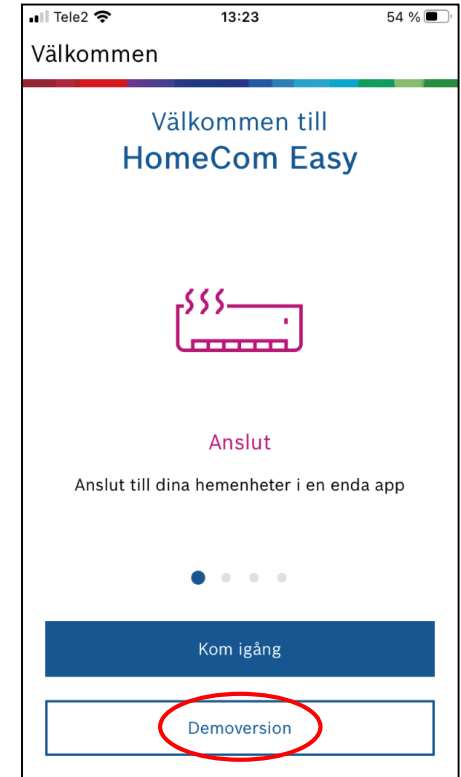 Tele2 13:23 54 %
Välkommen
Välkommen till
HomeCom Easy
Anslut
Anslut till dina hemenheter i en enda app
Kom igång
Demoversion